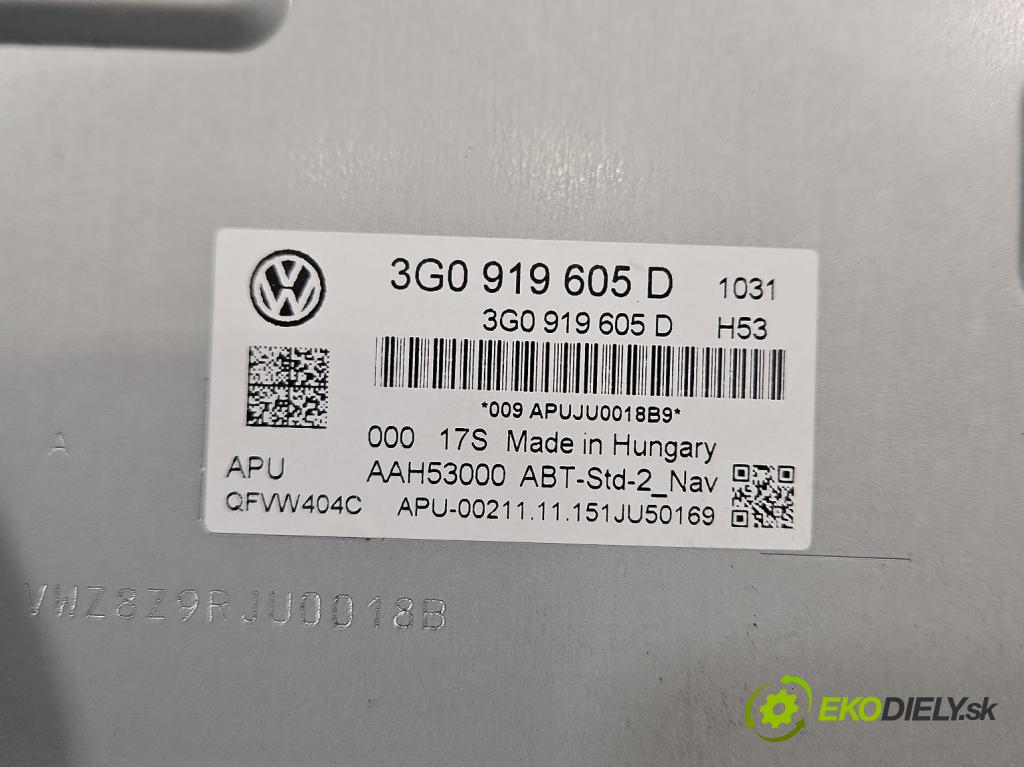 3G0 919 605 D 1031
3G0 919 605 D H53
*009 APUJU0018B9*
000 17S Made in Hungary
APU AAH53000 ABT-Std-2_Nav
QFVW404C APU-00211.11.151JU50169
A
VWZ8Z9RJU0018B
EKODIELY.sk